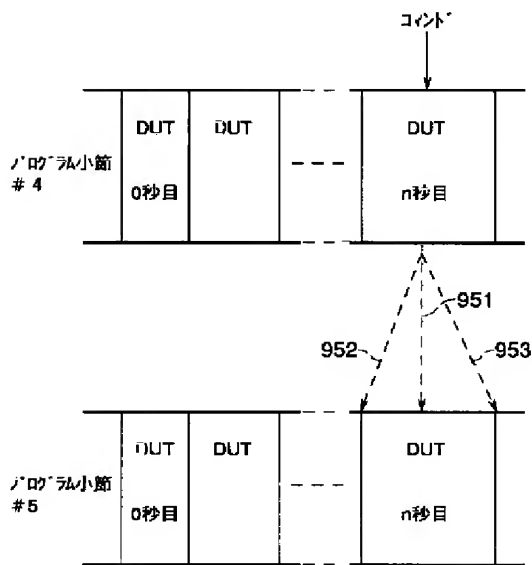 コマンド
DUT DUT DUT
プログラム小節
#4
0秒目 n秒目
951
952 953
DUT DUT DUT
プログラム小節
#5
0秒目 n秒目